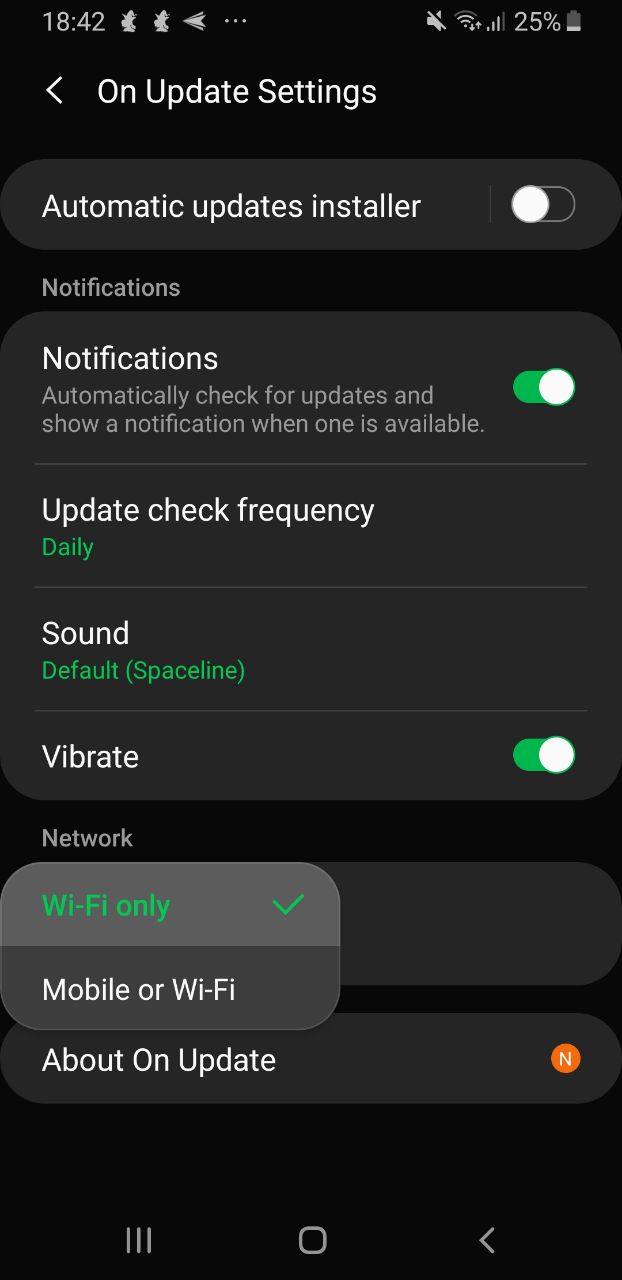 18:42
25%
On Update Settings
Automatic updates installer
Notifications
Notifications
Automatically check for updates and
show a notification when one is available.
Update check frequency
Daily
Sound
Default (Spaceline)
Vibrate
Network
Wi-Fi only
Mobile or Wi-Fi
About On Update
N